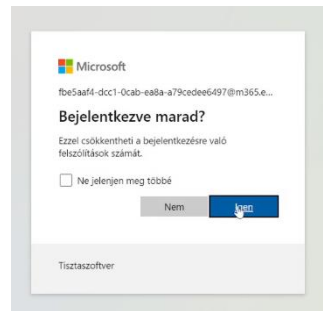 Microsoft
fbe5aaf4-dcc1-0cab-ea8a-a79cedee6497@m365.e...
Bejelentkezve marad?
Ezzel csökkentheti a bejelentkezésre való
felszólítások számát.
Ne jelenjen meg többé
Nem Igen
Tisztaszoftver